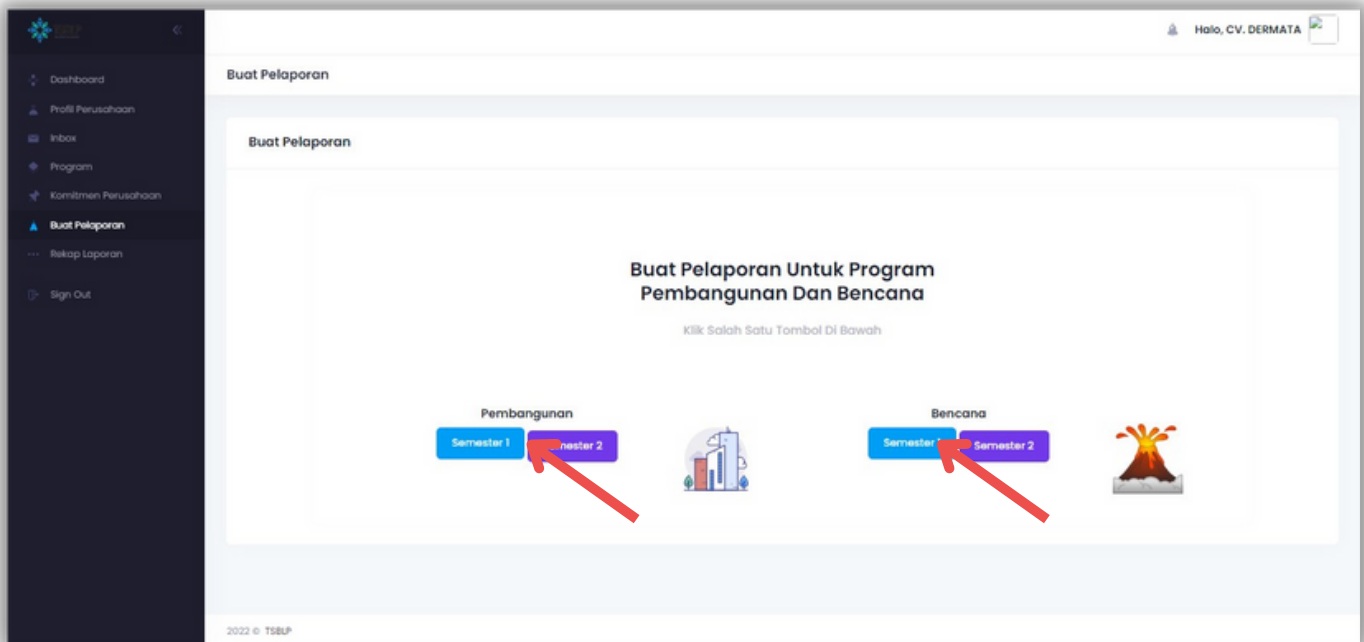 Halo, CV. DERMATA
Dashboard
Profil Perusahaan
Inbox
Program
Komitmen Perusahaan
Buat Pelaporan
Rekap Laporan
Sign Out
Buat Pelaporan
Buat Pelaporan
Buat Pelaporan Untuk Program
Pembangunan Dan Bencana
Klik Salah Satu Tombol Di Bawah
Pembangunan
Semester 1
Semester 2
Bencana
Semester 1
Semester 2
2022 © TSBLP